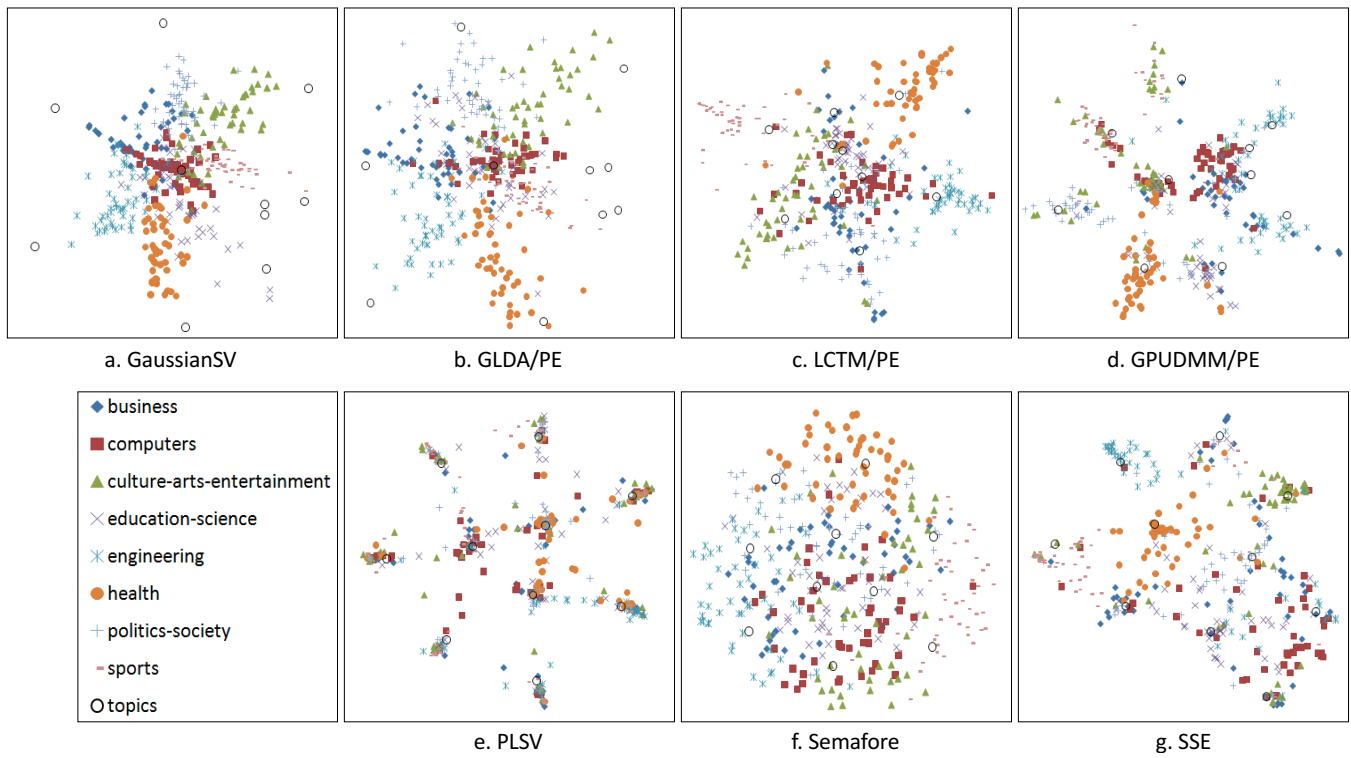 a. GaussianSV
b. GLDA/PE
c. LCTM/PE
d. GPUDMM/PE
business
computers
culture-arts-entertainment
education-science
engineering
health
politics-society
sports
topics
e. PLSV
f. Semafore
g. SSE